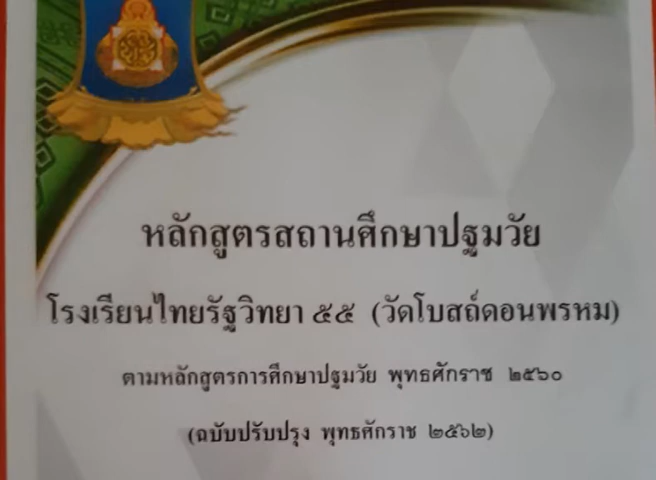 หลักสูตรสถานศึกษาปฐมวัย
โรงเรียนไทยรัฐวิทยา ๕๕ (วัดโบสถ์ดอนพรหม)
ตามหลักสูตรการศึกษาปฐมวัย พุทธศักราช ๒๕๖๐
(ฉบับปรับปรุง พุทธศักราช ๒๕๖๒)